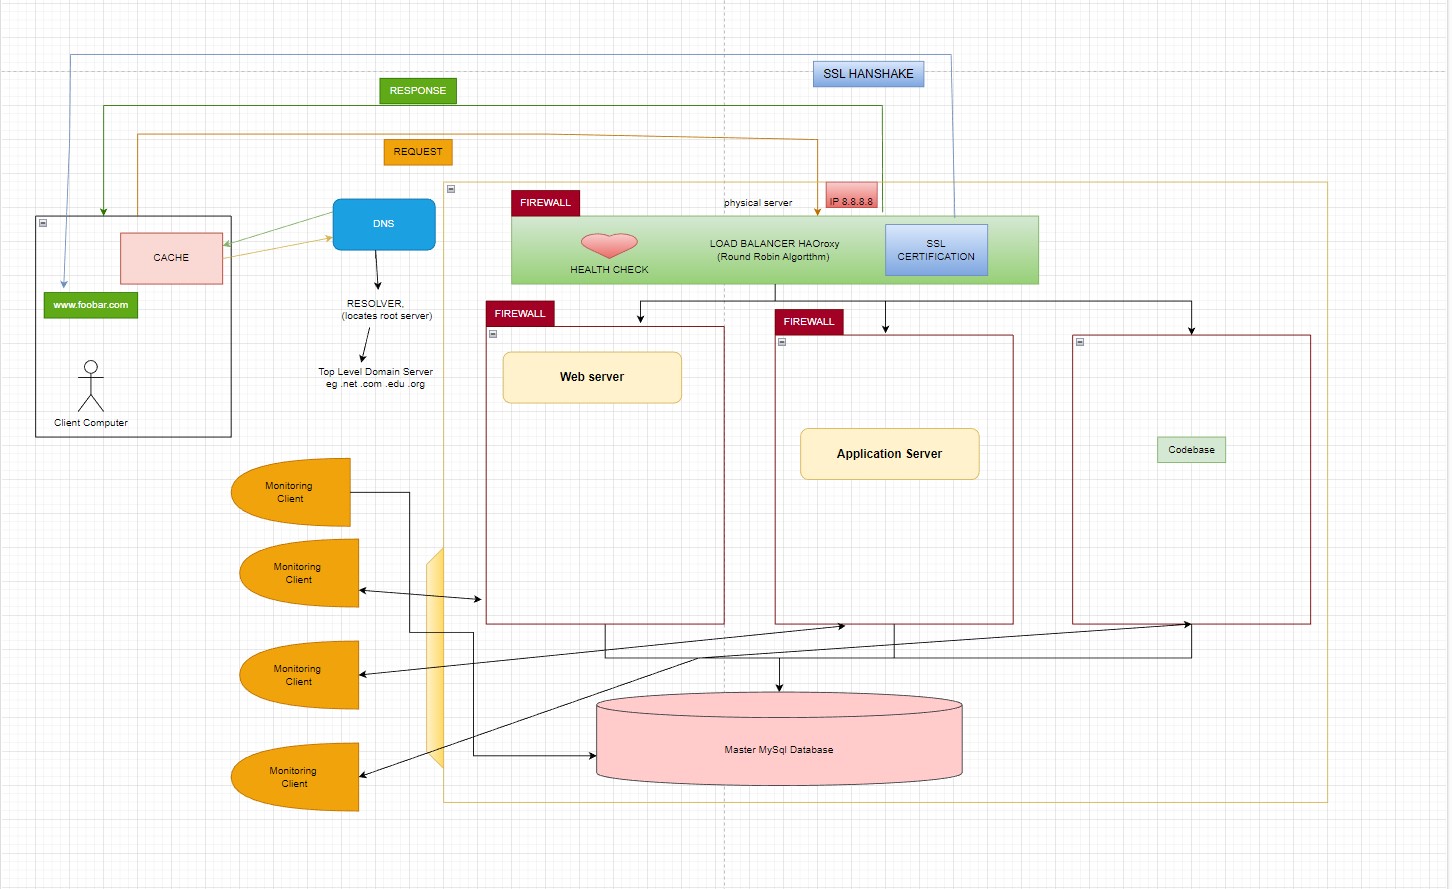 SSL HANSHAKE
RESPONSE
REQUEST
FIREWALL
physical server
IP 8.8.8.8
DNS
CACHE
LOAD BALANCER HAOroxy
(Round Robin Algortthm)
SSL
CERTIFICATION
HEALTH CHECK
www.foobar.com
RESOLVER,
(locates root server)
FIREWALL
FIREWALL
Top Level Domain Server
eg .net .com .edu .org
Web server
Client Computer
Application Server
Codebase
Monitoring
Client
Monitoring
Client
Monitoring
Client
Monitoring
Client
Master MySql Database